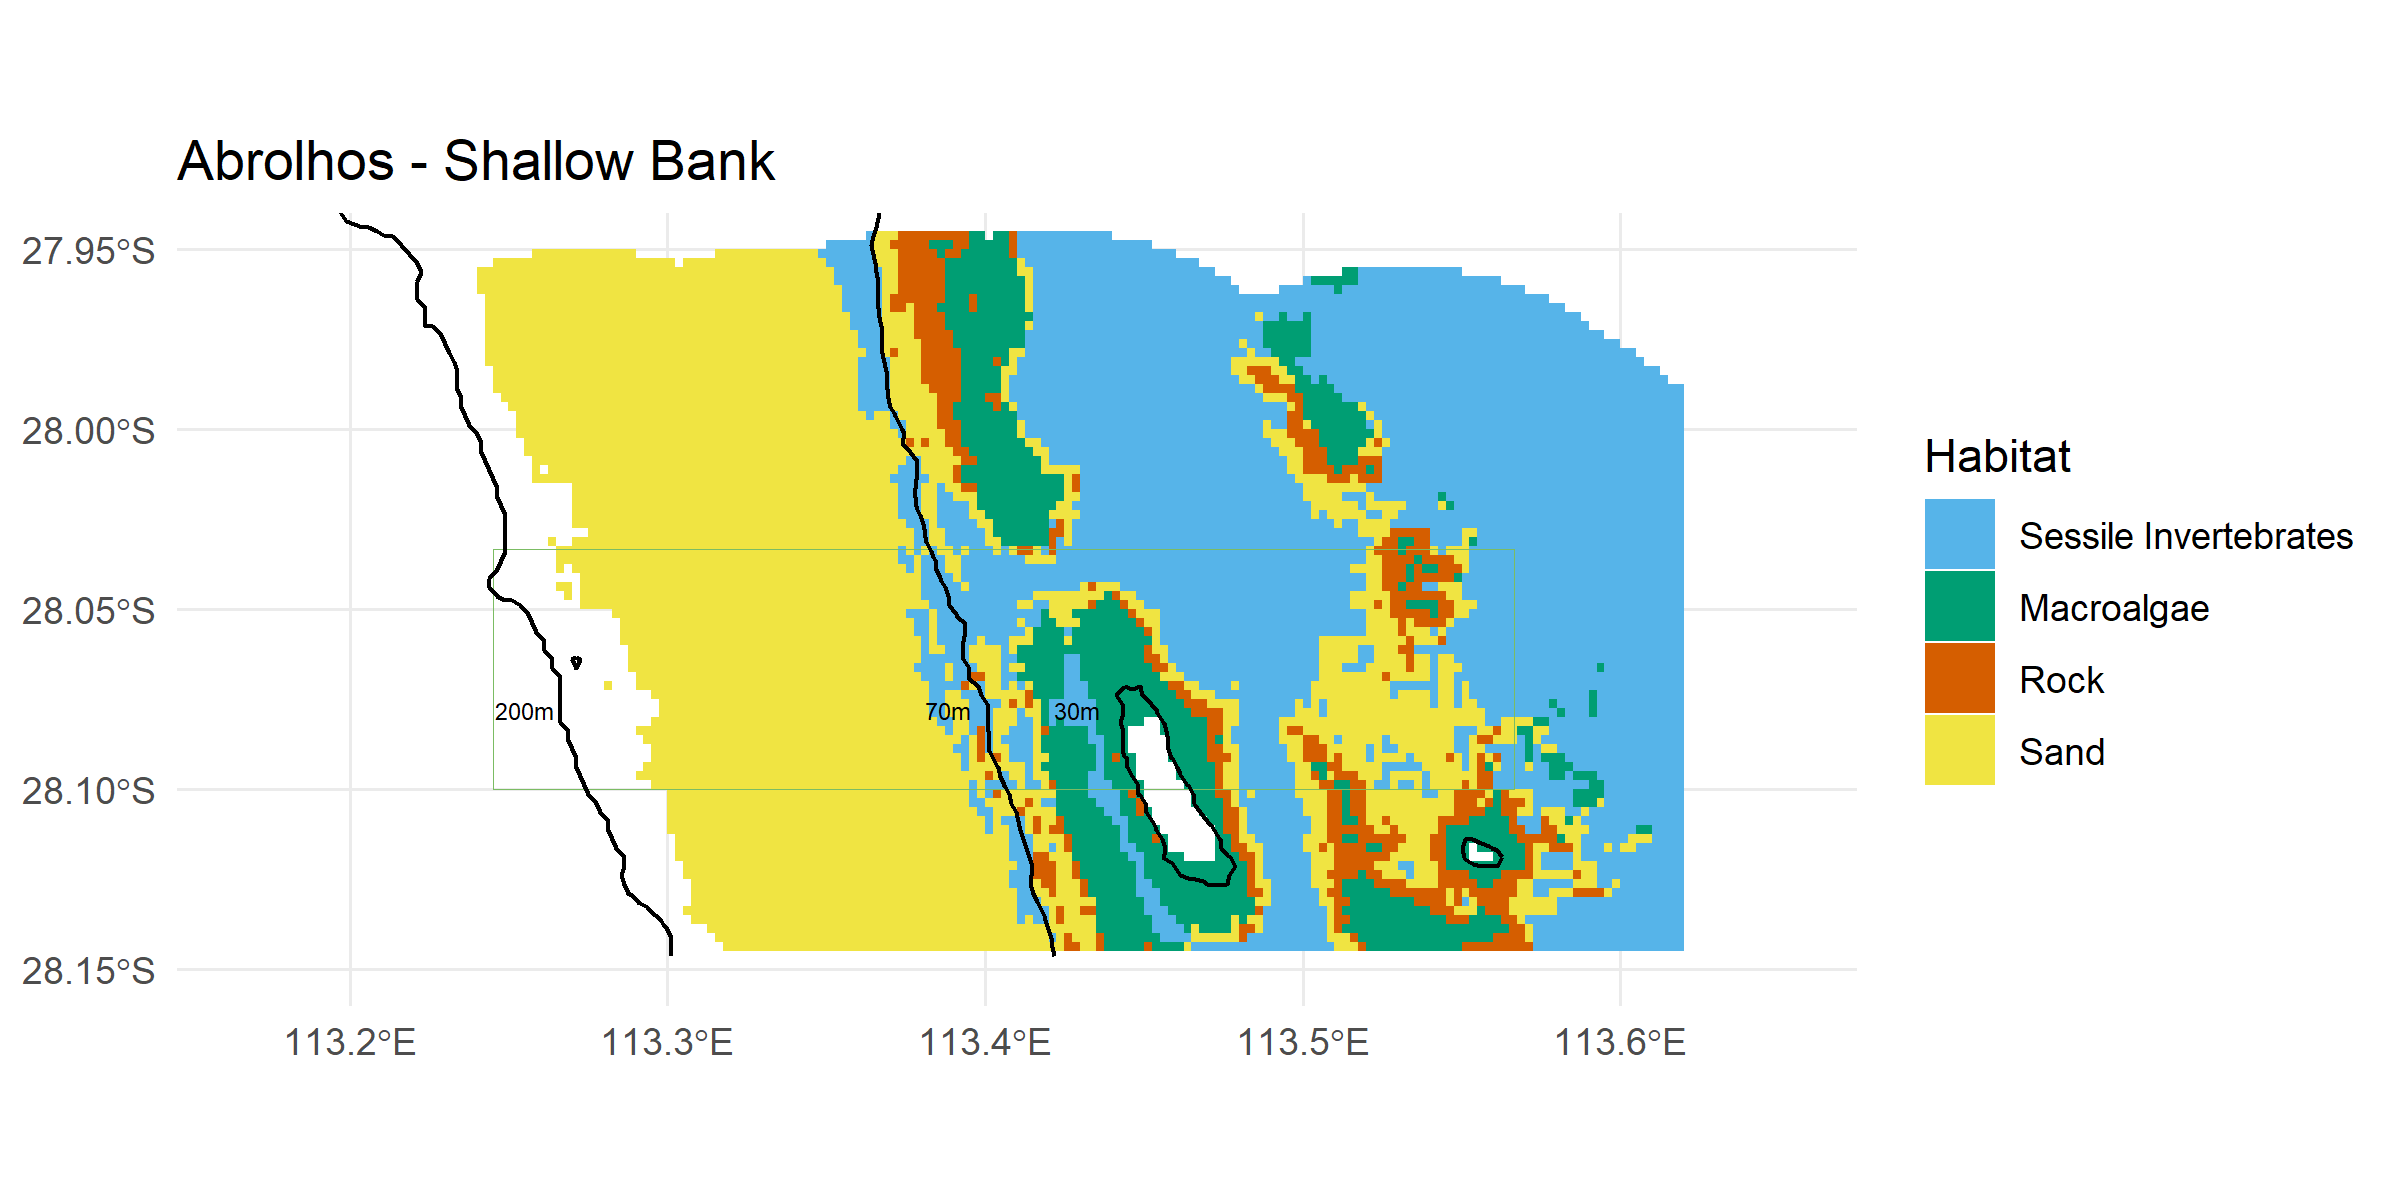 Abrolhos - Shallow Bank
27.95°S
28.00°S
28.05°S
28.10°S
28.15°S
200m
70m
30m
113.2°E
113.3°E
113.4°E
113.5°E
113.6°E
Habitat
Sessile Invertebrates
Macroalgae
Rock
Sand